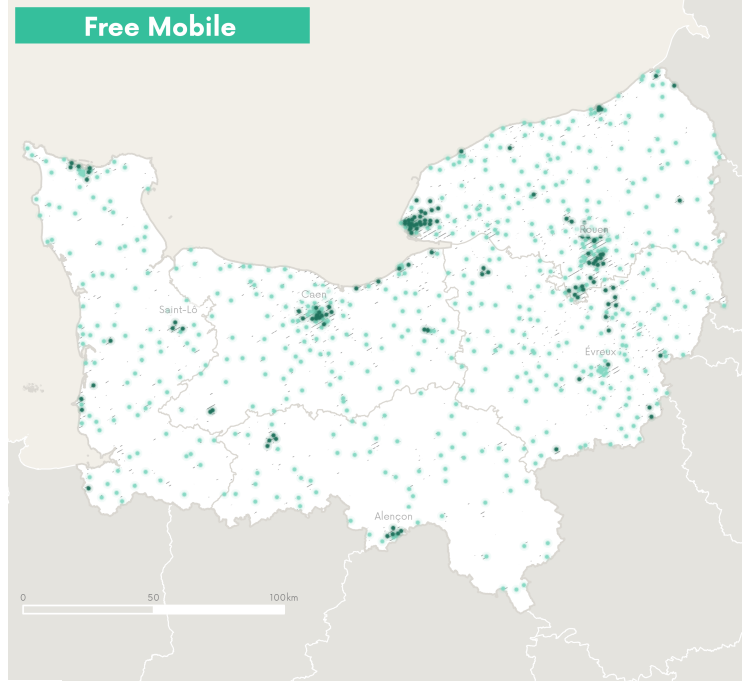 Free Mobile
Rouen
Caen
Saint-Lô
Évreux
Alençon
0 50 100km